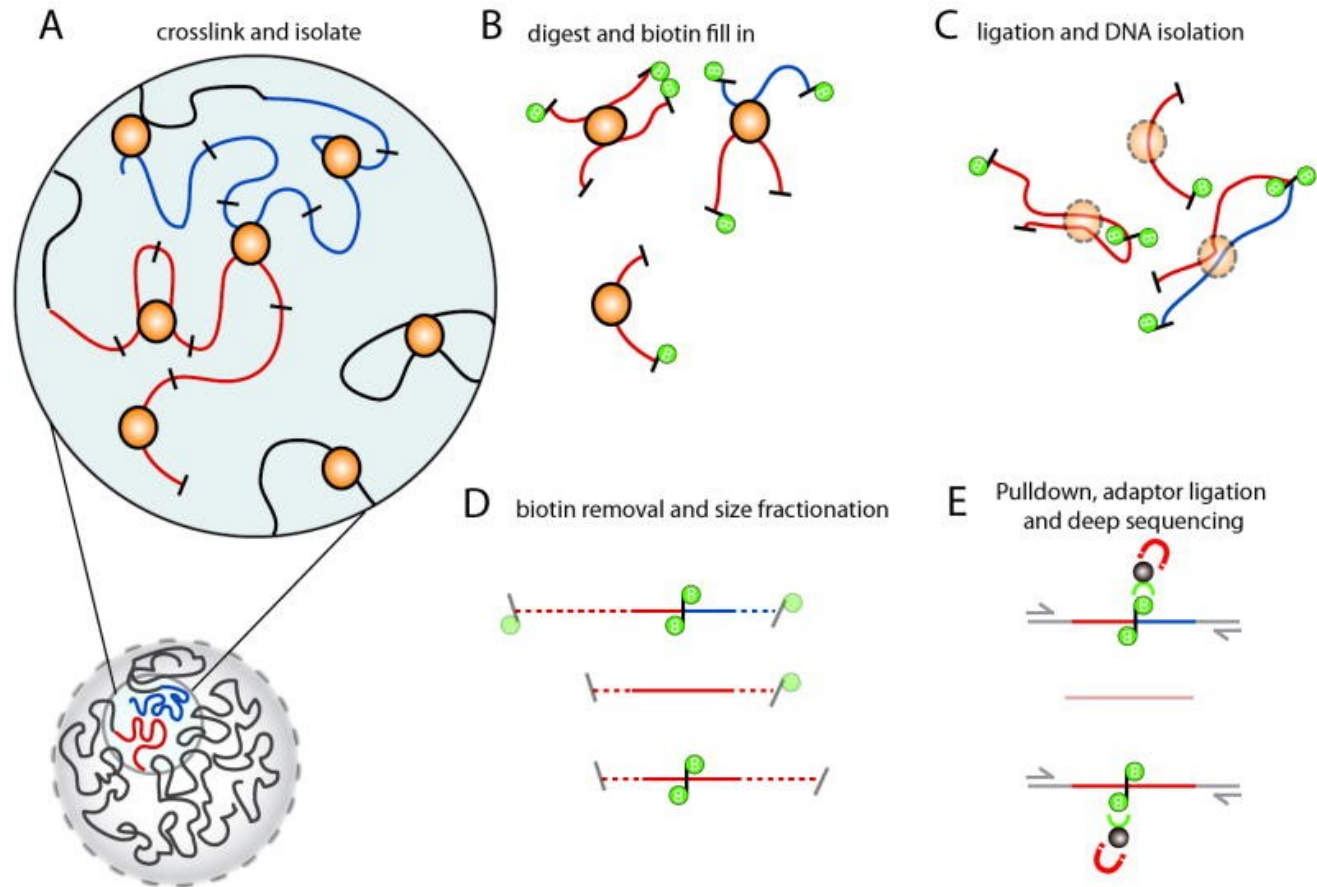 A crosslink and isolate
B digest and biotin fill in
C ligation and DNA isolation
B
B
B
B
B
B
B
B
B
B
B
B
B
B
D biotin removal and size fractionation
B
B
B
B
E Pulldown, adaptor ligation
and deep sequencing
B
B
B
B